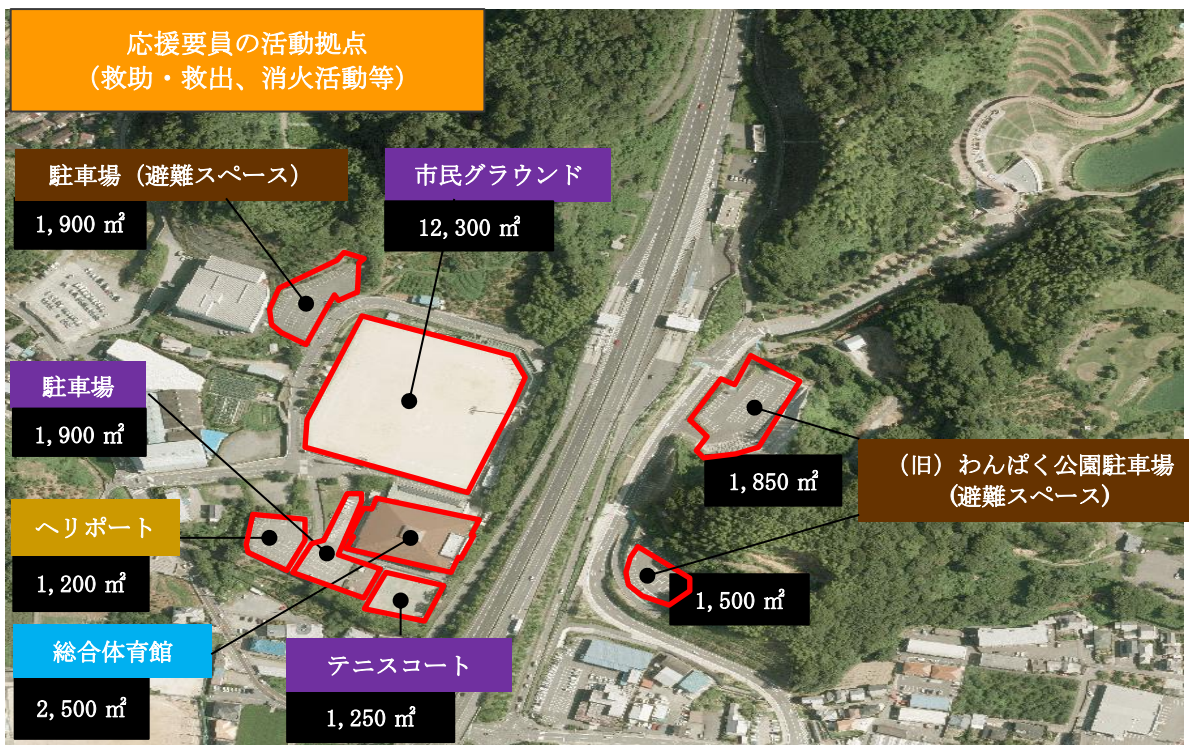 応援要員の活動拠点
（救助・救出、消火活動等）
駐車場（避難スペース）
1,900 ㎡
市民グラウンド
12,300 ㎡
駐車場
1,900 ㎡
1,850 ㎡
（旧）わんぱく公園駐車場
(避難スペース)
ヘリポート
1,200 ㎡
1,500 ㎡
総合体育館
2,500 ㎡
テニスコート
1,250 ㎡